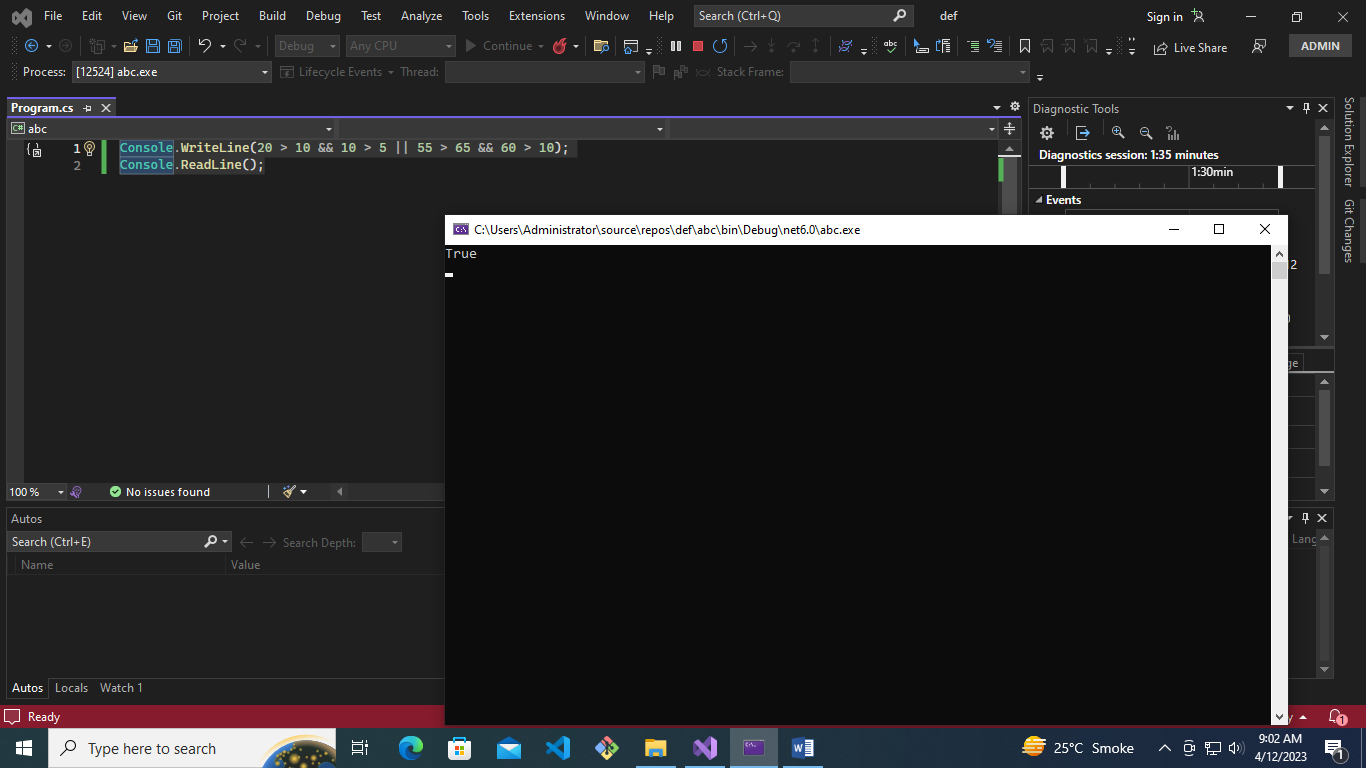 File Edit View Git Project Build Debug Test Analyze Tools Extensions Window Help Search (Ctrl+Q) def Sign in
Debug Any CPU Continue Live Share ADMIN
Process: [12524] abc.exe Lifecycle Events Thread: Stack Frame:
Program.cs
C# abc
1 Console.WriteLine(20 > 10 && 10 > 5 || 55 > 65 && 60 > 10);
2 Console.ReadLine();
Diagnostic Tools
Diagnostics session: 1:35 minutes
1:30min
Events
Solution Explorer
Git Changes
C:\Users\Administrator\source\repos\def\abc\bin\Debug\net6.0\abc.exe
True
100 % No issues found
Autos
Search (Ctrl+E) Search Depth:
Name Value
Lang
Autos Locals Watch 1
Ready
1
Type here to search
25°C Smoke
9:02 AM
4/12/2023
1